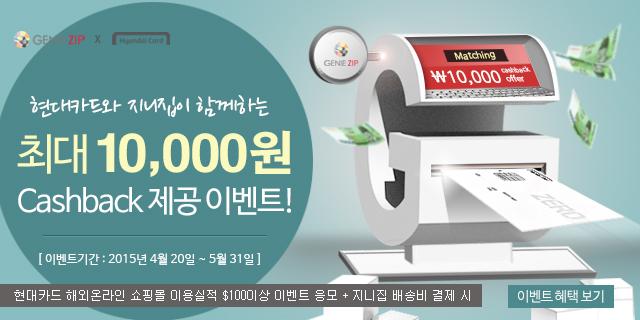 GENIEZIP X Hyundai Card
현대카드와 지니집이 함께하는
최대 10,000원
Cashback 제공 이벤트!
[ 이벤트기간 : 2015년 4월 20일 ~ 5월 31일 ]
현대카드 해외온라인 쇼핑몰 이용실적 $100이상 이벤트 응모 + 지니집 배송비 결제 시
GENIE ZIP
Matching
₩10,000 cashback offer
ZERO
이벤트 혜택 보기